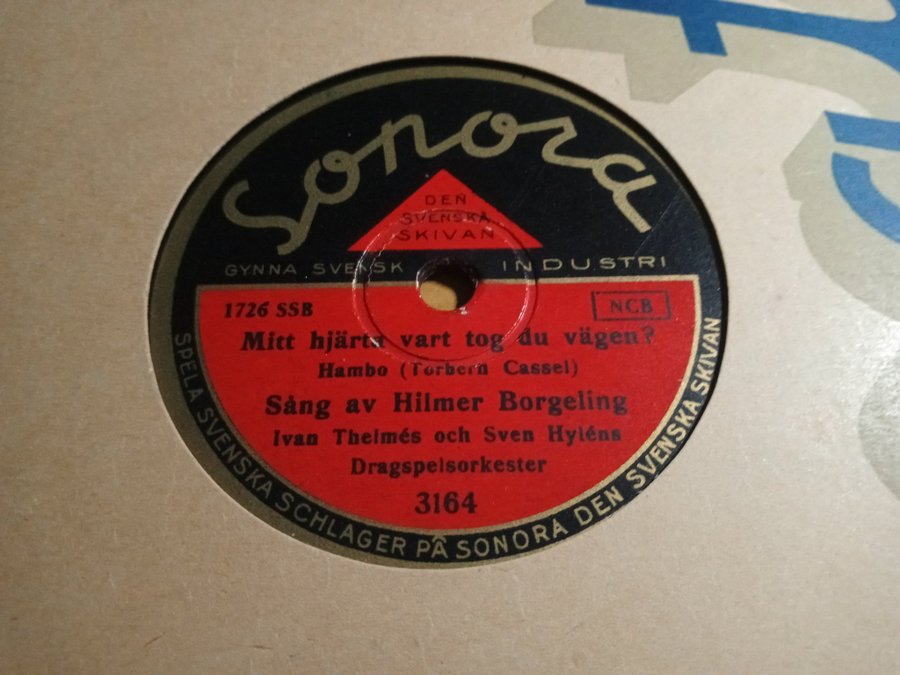 Sonora
DEN
SVENSKA
SKIVAN
GYNNA SVENSK INDUSTRI
1726 SSB
NCB
Mitt hjärta vart tog du vägen?
Hambo (Torbern Cassel)
Sång av Hilmer Borgeling
Ivan Thelmés och Sven Hyléns
Dragspelsorkester
3164
SPELA SVENSKA SCHLAGER PÅ SONORA DEN SVENSKA SKIVAN